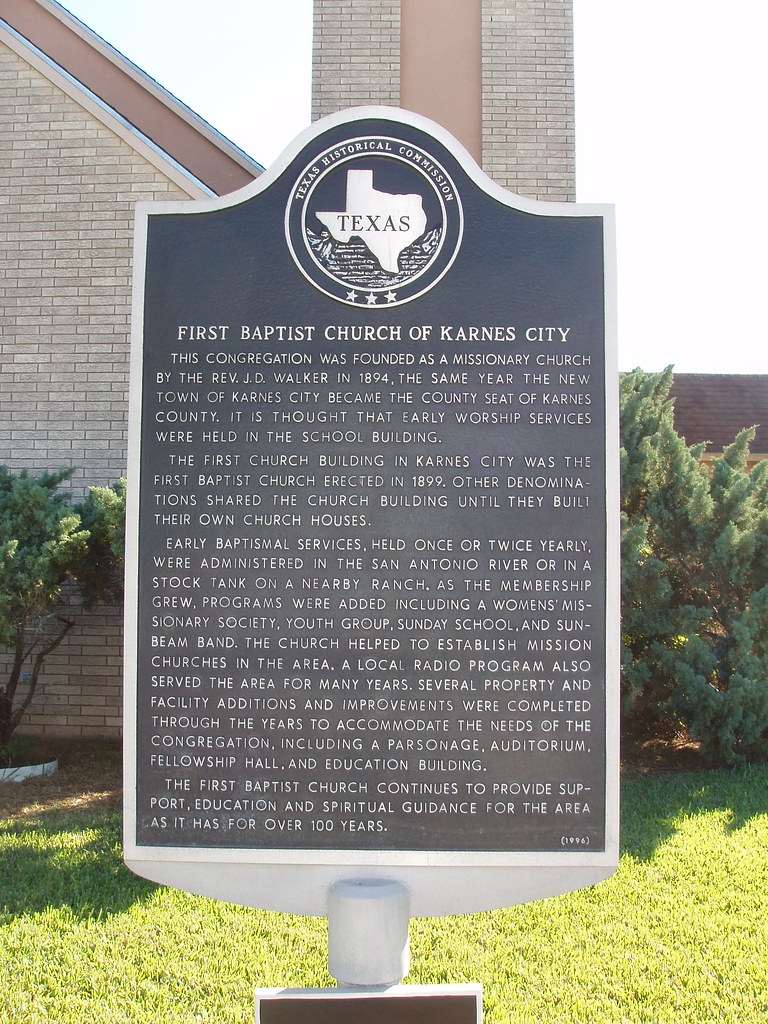 TEXAS HISTORICAL COMMISSION
TEXAS
FIRST BAPTIST CHURCH OF KARNES CITY
THIS CONGREGATION WAS FOUNDED AS A MISSIONARY CHURCH
BY THE REV. J.D. WALKER IN 1894, THE SAME YEAR THE NEW
TOWN OF KARNES CITY BECAME THE COUNTY SEAT OF KARNES
COUNTY. IT IS THOUGHT THAT EARLY WORSHIP SERVICES
WERE HELD IN THE SCHOOL BUILDING.
THE FIRST CHURCH BUILDING IN KARNES CITY WAS THE
FIRST BAPTIST CHURCH ERECTED IN 1899. OTHER DENOMINA-
TIONS SHARED THE CHURCH BUILDING UNTIL THEY BUILT
THEIR OWN CHURCH HOUSES.
EARLY BAPTISMAL SERVICES, HELD ONCE OR TWICE YEARLY,
WERE ADMINISTERED IN THE SAN ANTONIO RIVER OR IN A
STOCK TANK ON A NEARBY RANCH. AS THE MEMBERSHIP
GREW, PROGRAMS WERE ADDED INCLUDING A WOMENS' MIS-
SIONARY SOCIETY, YOUTH GROUP, SUNDAY SCHOOL, AND SUN-
BEAM BAND. THE CHURCH HELPED TO ESTABLISH MISSION
CHURCHES IN THE AREA. A LOCAL RADIO PROGRAM ALSO
SERVED THE AREA FOR MANY YEARS. SEVERAL PROPERTY AND
FACILITY ADDITIONS AND IMPROVEMENTS WERE COMPLETED
THROUGH THE YEARS TO ACCOMMODATE THE NEEDS OF THE
CONGREGATION, INCLUDING A PARSONAGE, AUDITORIUM,
FELLOWSHIP HALL, AND EDUCATION BUILDING.
THE FIRST BAPTIST CHURCH CONTINUES TO PROVIDE SUP-
PORT, EDUCATION AND SPIRITUAL GUIDANCE FOR THE AREA
AS IT HAS FOR OVER 100 YEARS.
(1996)